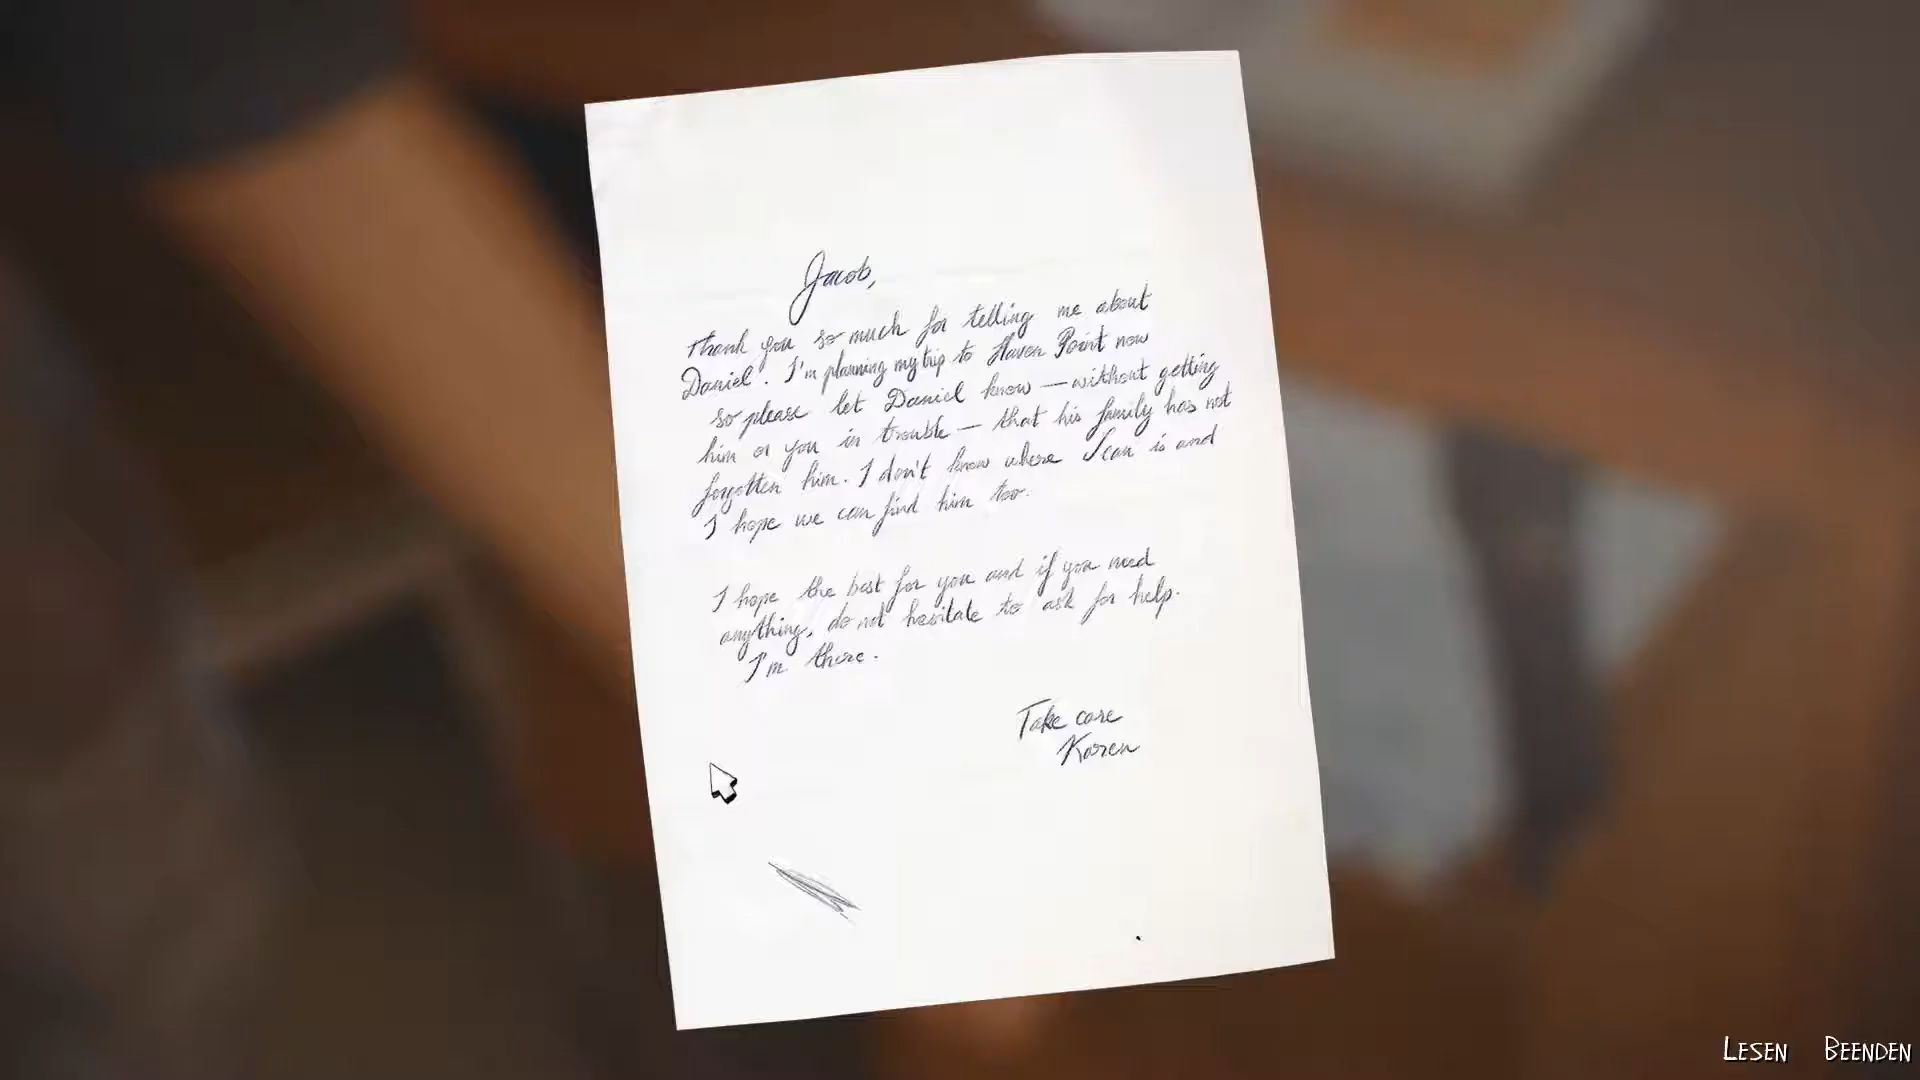 Jacob,
Thank you so much for telling me about
Daniel. I'm planning my trip to Haven Point now
so please let Daniel know — without getting
him or you in trouble — that his family has not
forgotten him. I don't know where Sean is and
I hope we can find him too.
I hope the best for you and if you need
anything, do not hesitate to ask for help.
I'm there.
Take care
Karen
LESEN BEENDEN